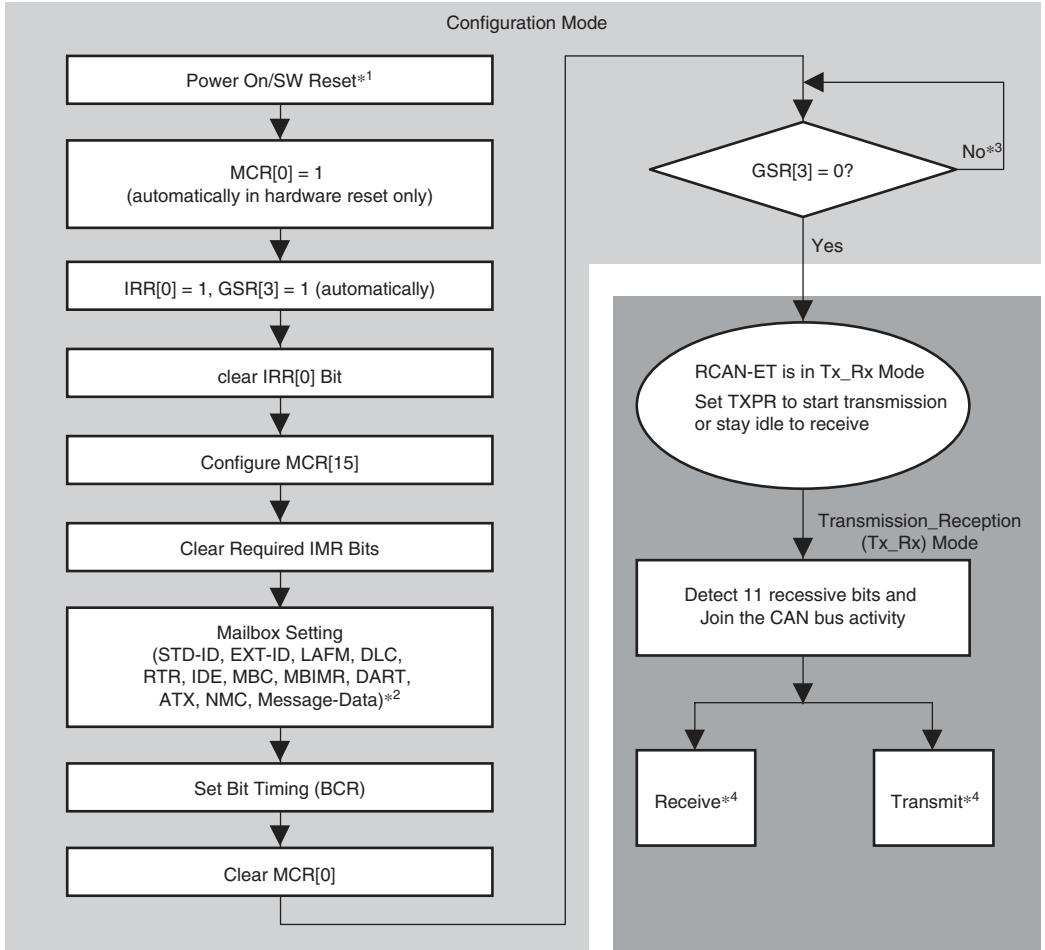 Configuration Mode
Power On/SW Reset*1
MCR[0] = 1
(automatically in hardware reset only)
IRR[0] = 1, GSR[3] = 1 (automatically)
clear IRR[0] Bit
Configure MCR[15]
Clear Required IMR Bits
Mailbox Setting
(STD-ID, EXT-ID, LAFM, DLC,
RTR, IDE, MBC, MBIMR, DART,
ATX, NMC, Message-Data)*2
Set Bit Timing (BCR)
Clear MCR[0]
GSR[3] = 0?
No*3
Yes
RCAN-ET is in Tx_Rx Mode
Set TXPR to start transmission
or stay idle to receive
Transmission_Reception
(Tx_Rx) Mode
Detect 11 recessive bits and
Join the CAN bus activity
Receive*4
Transmit*4